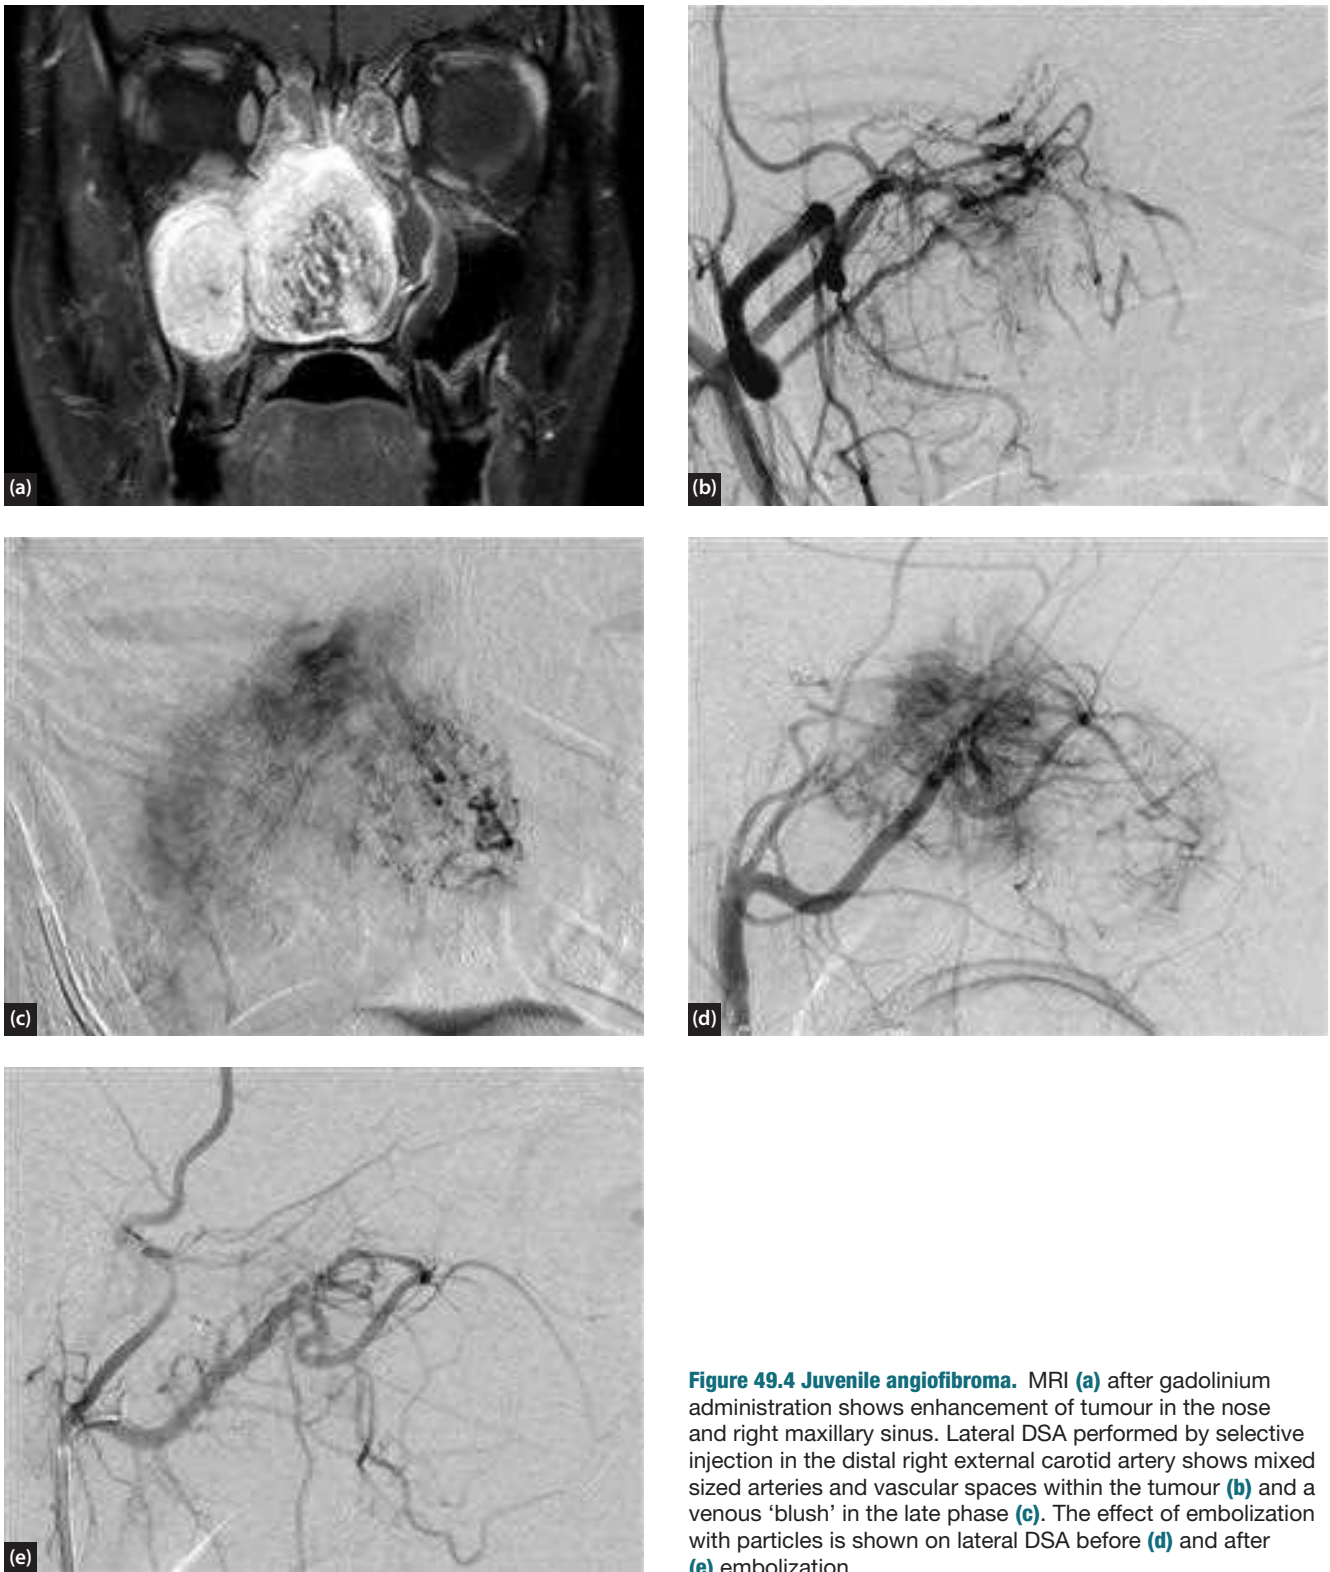 (a)
(b)
(c)
(d)
(e)
Figure 49.4 Juvenile angiofibroma. MRI (a) after gadolinium
administration shows enhancement of tumour in the nose
and right maxillary sinus. Lateral DSA performed by selective
injection in the distal right external carotid artery shows mixed
sized arteries and vascular spaces within the tumour (b) and a
venous ‘blush’ in the late phase (c). The effect of embolization
with particles is shown on lateral DSA before (d) and after
(e) embolization